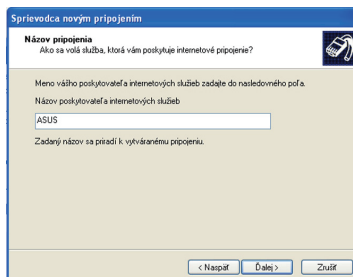 Sprievodca novým pripojením
Názov pripojenia
Ako sa volá služba, ktorá vám poskytuje internetové pripojenie?
Meno vášho poskytovateľa internetových služieb zadajte do nasledovného poľa.
Názov poskytovateľa internetových služieb
ASUS
Zadaný názov sa priradí k vytváranému pripojeniu.
< Naspäť
Ďalej >
Zrušiť